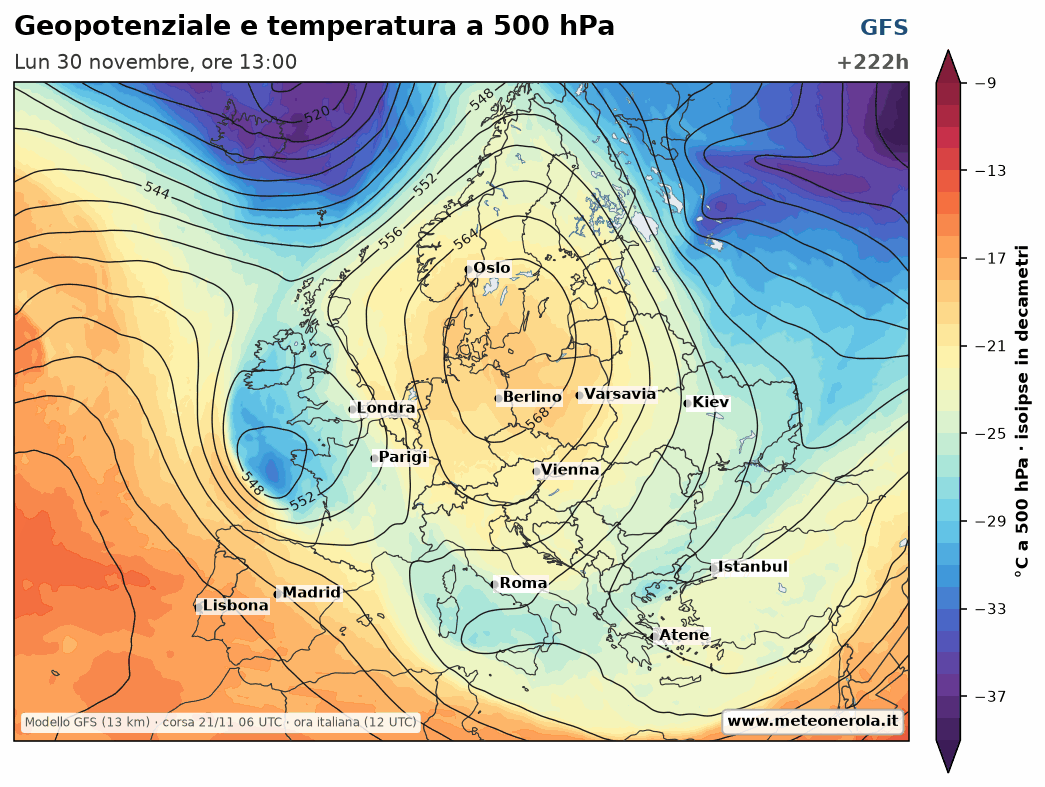 Geopotenziale e temperatura a 500 hPa
GFS
Lun 30 novembre, ore 13:00
+222h
520
548
544
552
556
564
Oslo
Berlino
Varsavia
Londra
Kiev
568
Parigi
Vienna
548
552
Istanbul
Roma
Madrid
Lisbona
Atene
Modello GFS (13 km) · corsa 21/11 06 UTC · ora italiana (12 UTC)
www.meteonerola.it
−9
−13
−17
−21
−25
−29
−33
−37
°C a 500 hPa · isoipse in decametri